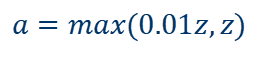 a = max(0.01z, z)